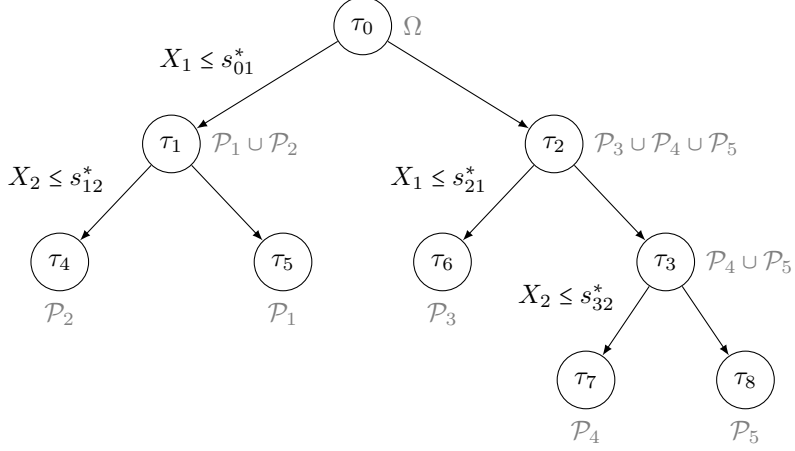 τ₀ Ω
X₁ ≤ s*₀₁
τ₁ 𝒫₁ ∪ 𝒫₂
τ₂ 𝒫₃ ∪ 𝒫₄ ∪ 𝒫₅
X₂ ≤ s*₁₂
X₁ ≤ s*₂₁
τ₄
τ₅
τ₆
τ₃ 𝒫₄ ∪ 𝒫₅
𝒫₂
𝒫₁
𝒫₃
X₂ ≤ s*₃₂
τ₇
τ₈
𝒫₄
𝒫₅